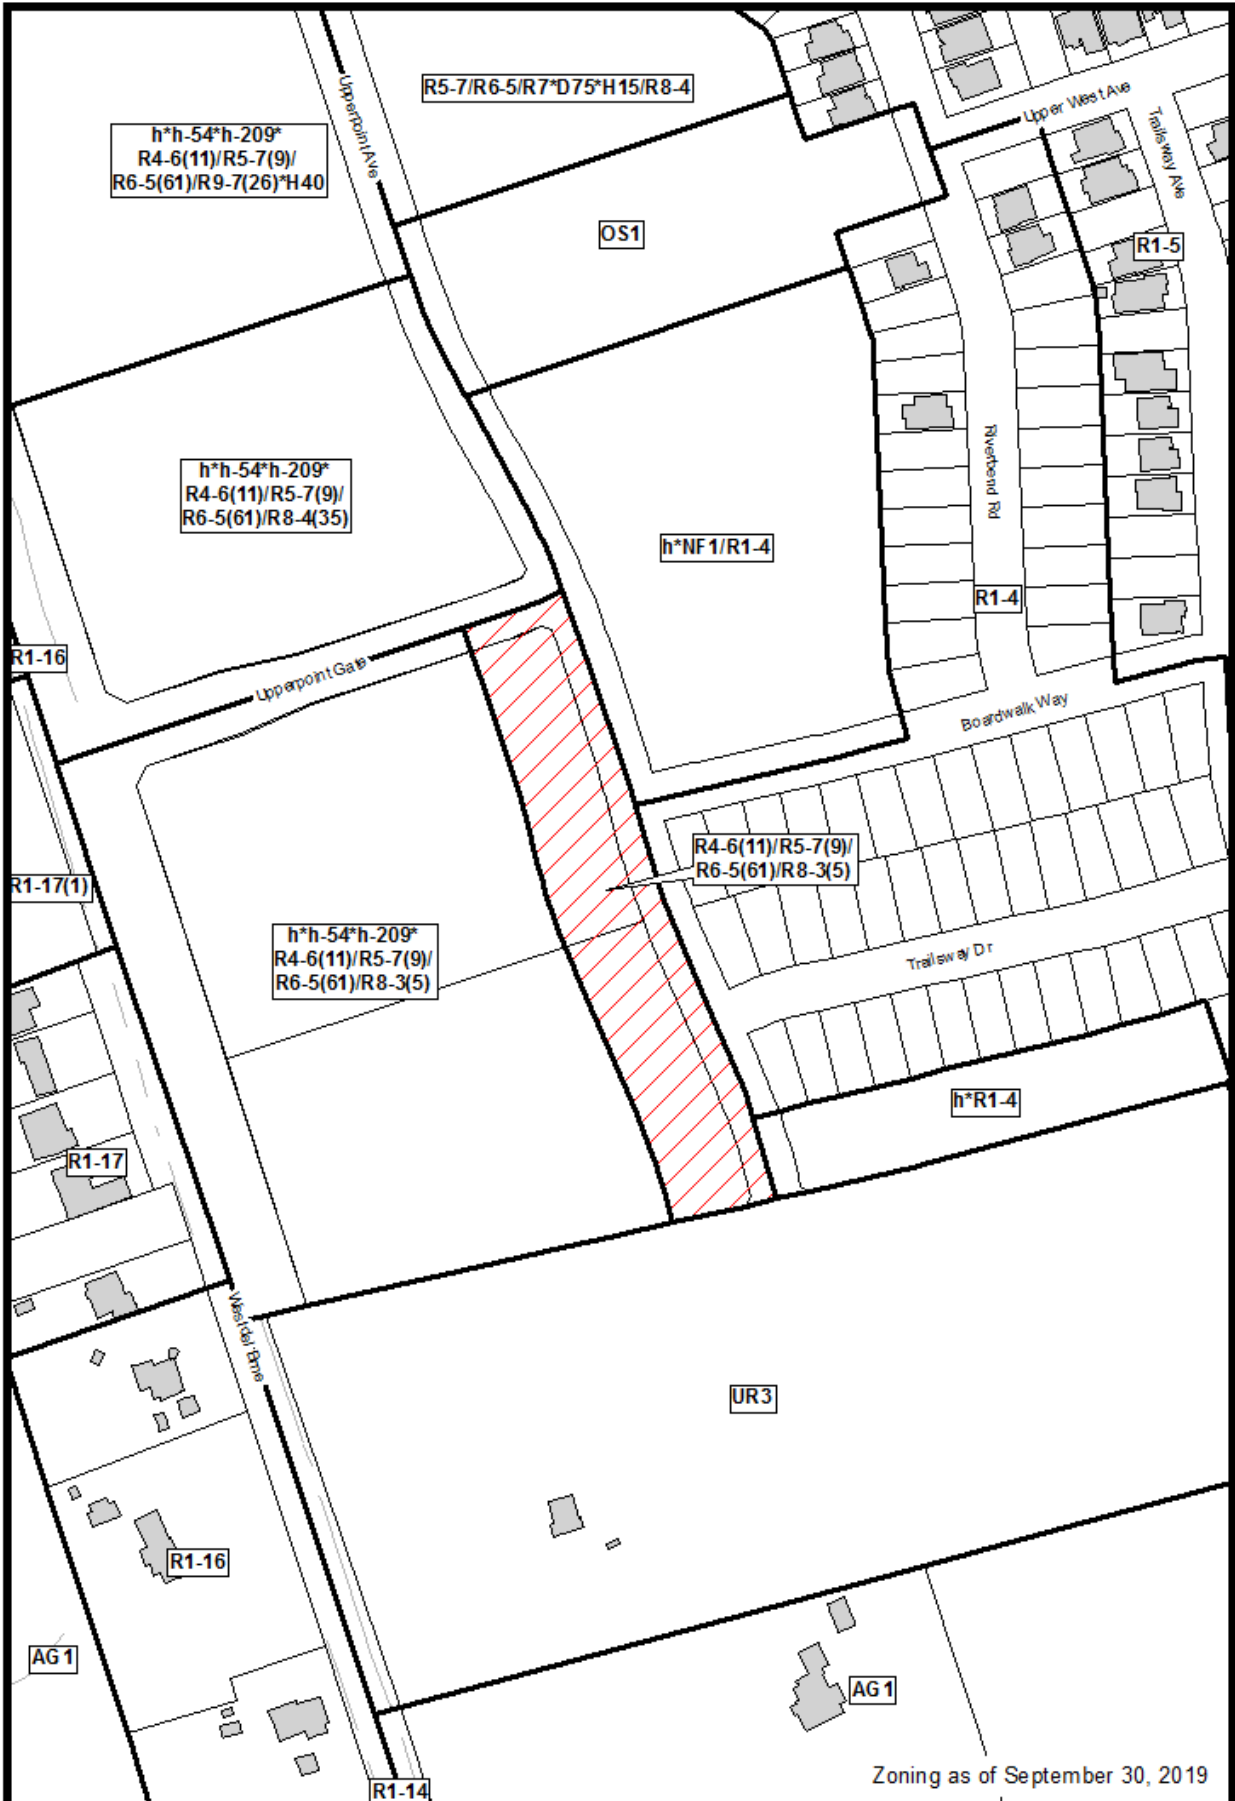 R5-7/R6-5/R7*D75*H15/R8-4
Upperpoint Ave
h*h-54*h-209*
R4-6(11)/R5-7(9)/
R6-5(61)/R9-7(26)*H40
Upper West Ave
Trailsway Ave
OS1
R1-5
h*h-54*h-209*
R4-6(11)/R5-7(9)/
R6-5(61)/R8-4(35)
Riverbend Rd
h*NF1/R1-4
R1-4
R1-16
Upperpoint Gate
Boardwalk Way
R4-6(11)/R5-7(9)/
R6-5(61)/R8-3(5)
R1-17(1)
h*h-54*h-209*
R4-6(11)/R5-7(9)/
R6-5(61)/R8-3(5)
Trailsway Dr
h*R1-4
R1-17
Westdel Brne
UR3
R1-16
AG1
AG1
Zoning as of September 30, 2019
R1-14